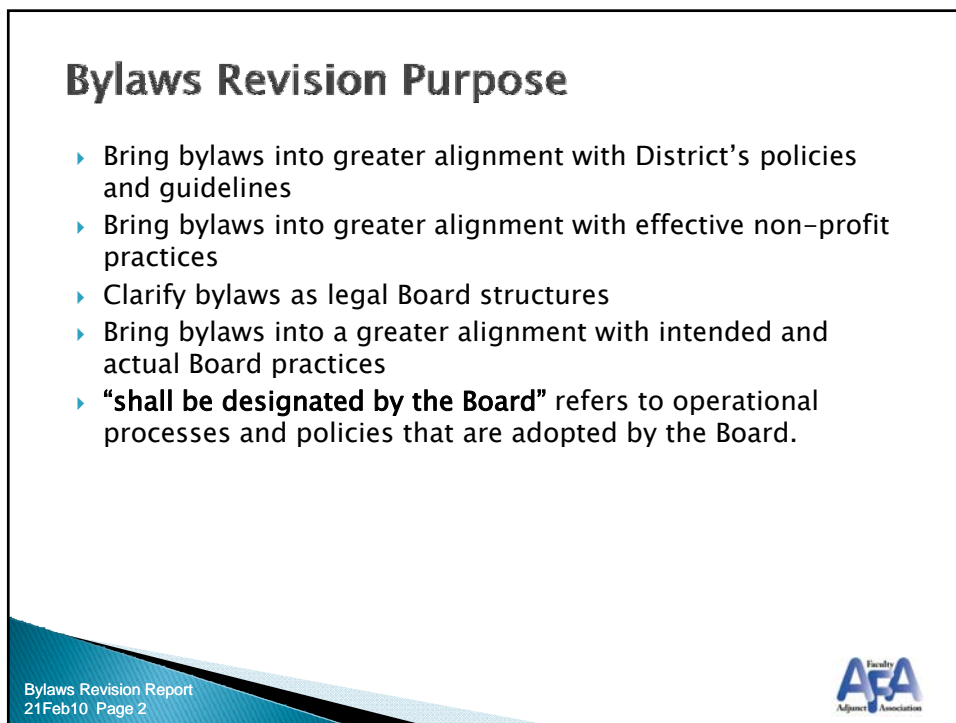 Bylaws Revision Purpose
Bring bylaws into greater alignment with District’s policies
and guidelines
Bring bylaws into greater alignment with effective non-profit
practices
Clarify bylaws as legal Board structures
Bring bylaws into a greater alignment with intended and
actual Board practices
“shall be designated by the Board” refers to operational
processes and policies that are adopted by the Board.
Bylaws Revision Report
21Feb10 Page 2
Faculty
AFA
Adjunct Association